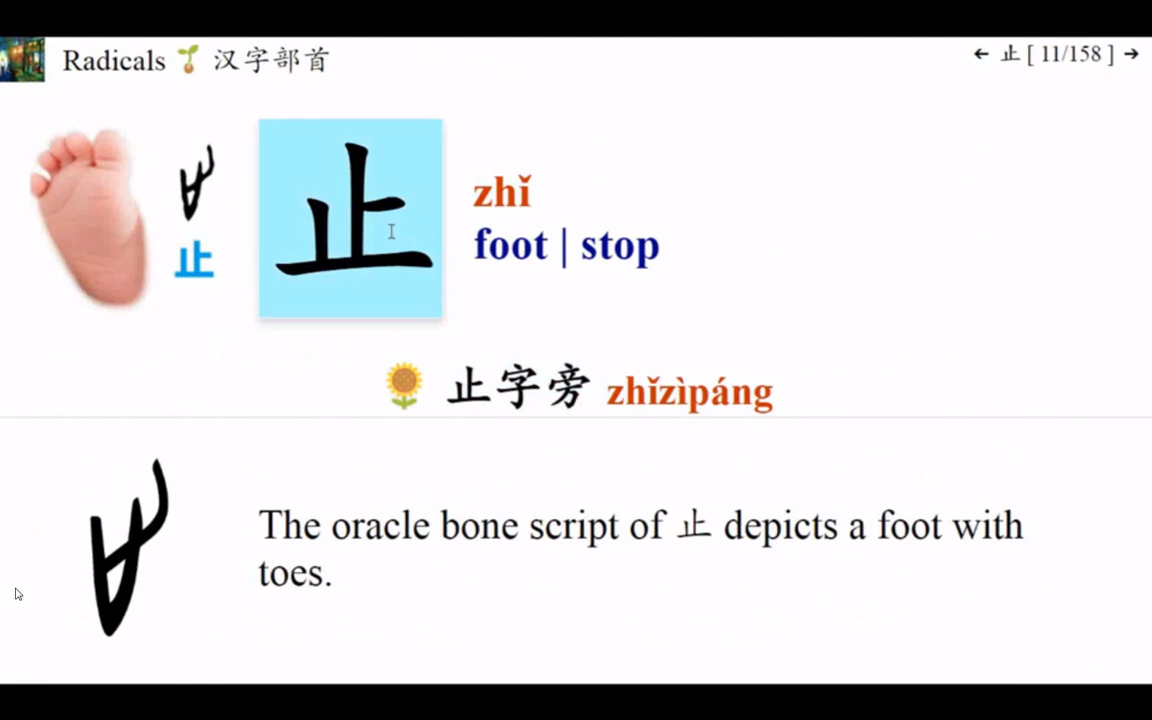 Radicals 🌱 汉字部首
← 止 [ 11/158 ] →
止
止
zhǐ
foot | stop
🌻 止字旁 zhǐzìpáng
The oracle bone script of 止 depicts a foot with
toes.